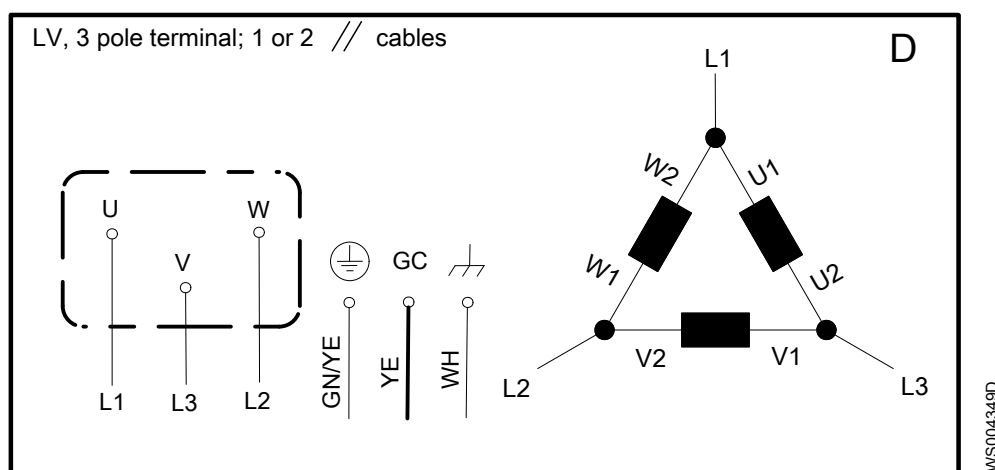 LV, 3 pole terminal; 1 or 2 // cables
D
L1
U
W
V
W2
U1
W1
U2
GC
GN/YE
YE
WH
V2
V1
L1
L3
L2
L2
L3
WS004349D